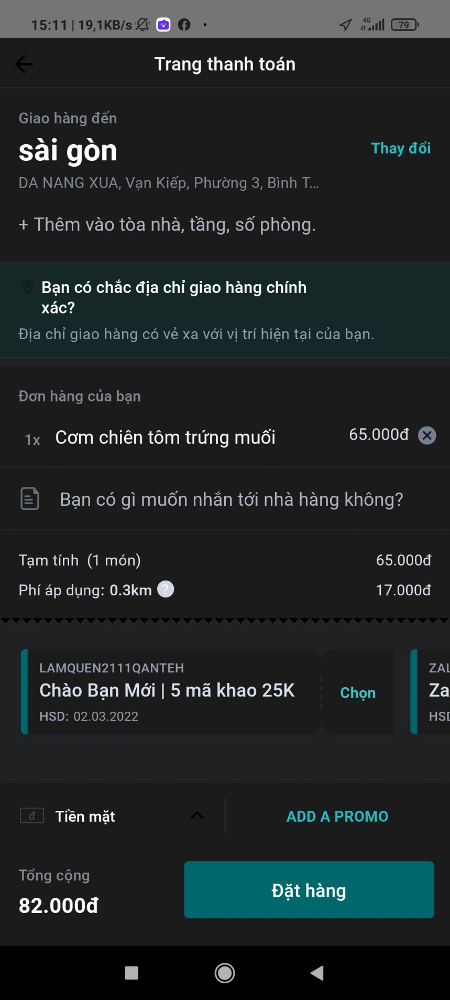 15:11 | 19,1KB/s
4G
79
Trang thanh toán
Giao hàng đến
sài gòn
Thay đổi
DA NANG XUA, Vạn Kiếp, Phường 3, Bình T...
+ Thêm vào tòa nhà, tầng, số phòng.
Bạn có chắc địa chỉ giao hàng chính
xác?
Địa chỉ giao hàng có vẻ xa với vị trí hiện tại của bạn.
Đơn hàng của bạn
1x Cơm chiên tôm trứng muối 65.000đ
Bạn có gì muốn nhắn tới nhà hàng không?
Tạm tính (1 món) 65.000đ
Phí áp dụng: 0.3km ? 17.000đ
LAMQUEN2111QANTEH
Chào Bạn Mới | 5 mã khao 25K
HSD: 02.03.2022
Chọn
ZAL
Za
HSD
đ Tiền mặt
ADD A PROMO
Tổng cộng
82.000đ
Đặt hàng